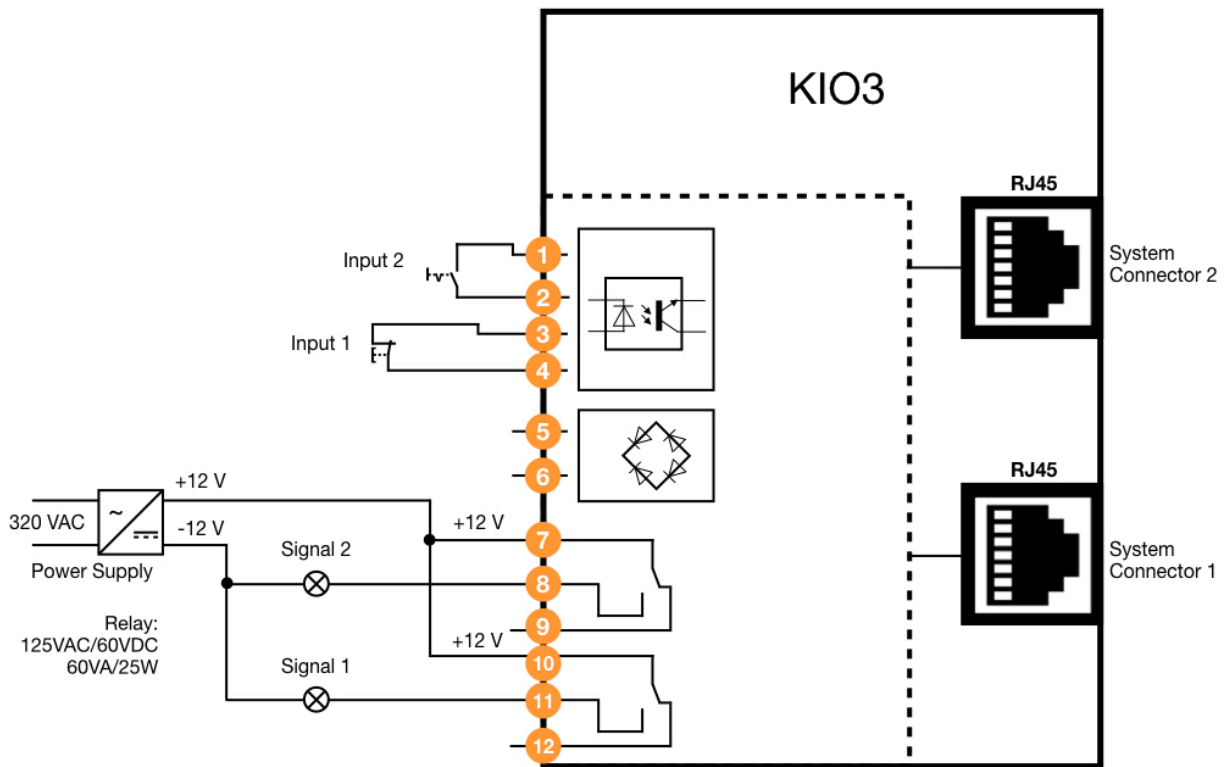 KIO3
RJ45
System
Connector 2
Input 2
1
2
Input 1
3
4
5
6
RJ45
System
Connector 1
320 VAC
~
+12 V
-12 V
Power Supply
+12 V
7
Signal 2
8
9
Relay:
125VAC/60VDC
60VA/25W
+12 V
10
Signal 1
11
12